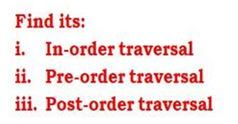 Find its:
i. In-order traversal
ii. Pre-order traversal
iii. Post-order traversal